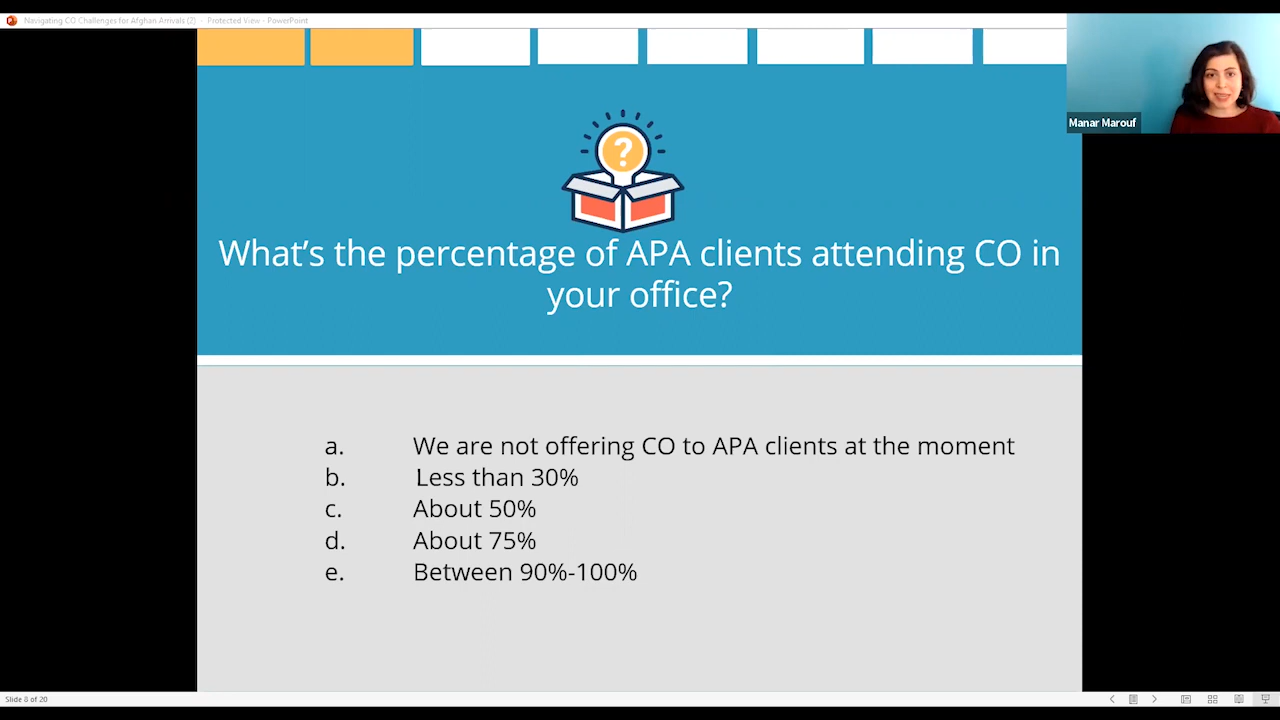 Navigating CO Challenges for Afghan Arrivals (2) - Protected View - PowerPoint
Manar Marouf
?
What's the percentage of APA clients attending CO in
your office?
a. We are not offering CO to APA clients at the moment
b. Less than 30%
c. About 50%
d. About 75%
e. Between 90%-100%
Slide 8 of 20